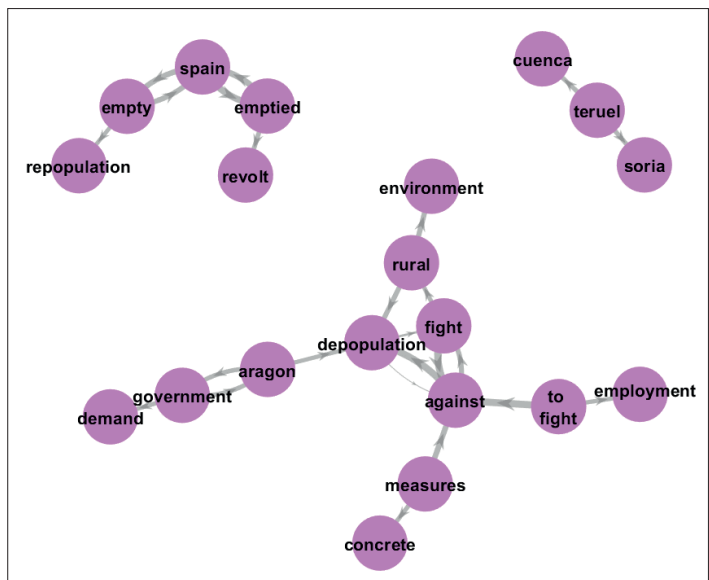 spain
cuenca
empty
emptied
teruel
repopulation
revolt
soria
environment
rural
fight
depopulation
aragon
government
demand
against
to
fight
employment
measures
concrete